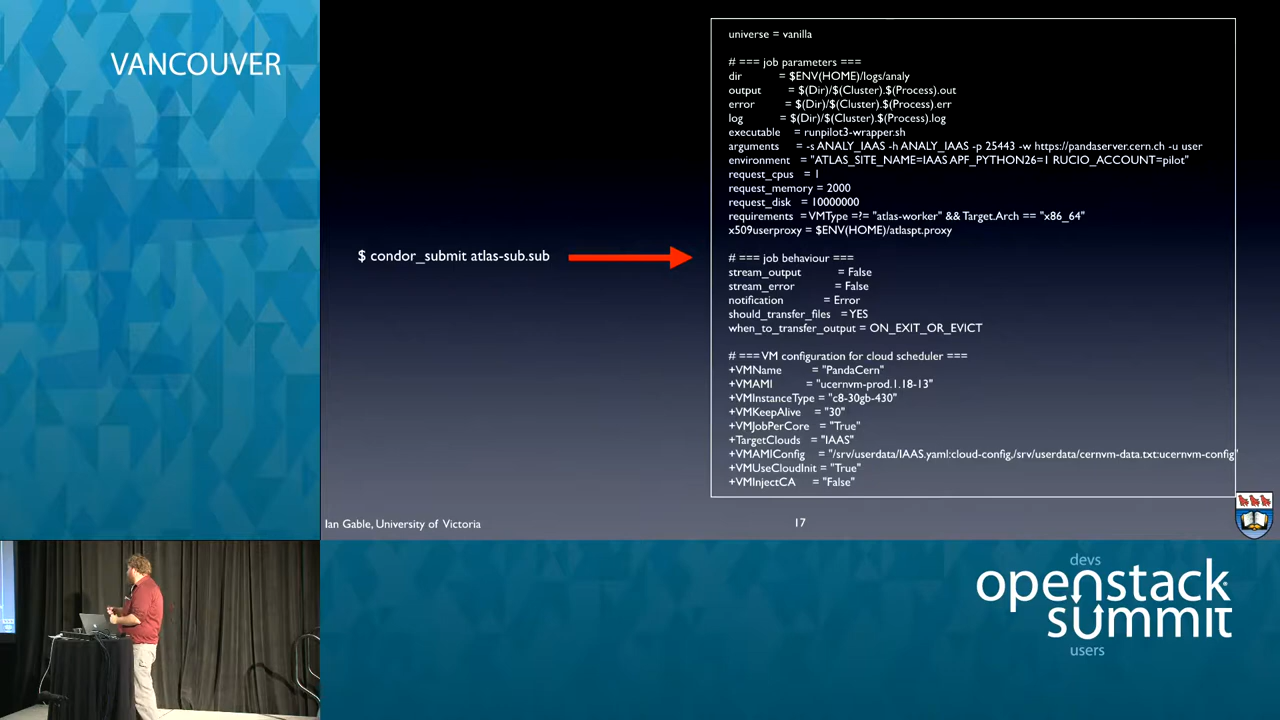 VANCOUVER
universe = vanilla
# === job parameters ===
dir = $ENV(HOME)/logs/analy
output = $(Dir)/$(Cluster).$(Process).out
error = $(Dir)/$(Cluster).$(Process).err
log = $(Dir)/$(Cluster).$(Process).log
executable = runpilot3-wrapper.sh
arguments = -s ANALY_IAAS -h ANALY_IAAS -p 25443 -w https://pandaserver.cern.ch -u user
environment = "ATLAS_SITE_NAME=IAAS APF_PYTHON26=1 RUCIO_ACCOUNT=pilot"
request_cpus = 1
request_memory = 2000
request_disk = 10000000
requirements = VMType =?= "atlas-worker" && Target.Arch == "x86_64"
x509userproxy = $ENV(HOME)/atlaspt.proxy
$ condor_submit atlas-sub.sub
# === job behaviour ===
stream_output = False
stream_error = False
notification = Error
should_transfer_files = YES
when_to_transfer_output = ON_EXIT_OR_EVICT
# === VM configuration for cloud scheduler ===
+VMName = "PandaCern"
+VMAMI = "ucernvm-prod.1.18-13"
+VMInstanceType = "c8-30gb-430"
+VMKeepAlive = "30"
+VMJobPerCore = "True"
+TargetClouds = "IAAS"
+VMAMIConfig = "/srv/userdata/IAAS.yaml:cloud-config,/srv/userdata/cernvm-data.txt:ucernvm-config"
+VMUseCloudInit = "True"
+VMInjectCA = "False"
Ian Gable, University of Victoria
17
devs
openstack
summit
users